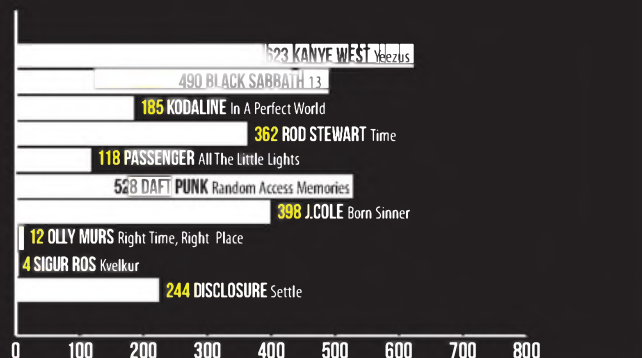 623 KANYE WEST Yeezus
490 BLACK SABBATH 13
185 KODALINE In A Perfect World
362 ROD STEWART Time
118 PASSENGER All The Little Lights
528 DAFT PUNK Random Access Memories
398 J.COLE Born Sinner
12 OLLY MURS Right Time, Right Place
4 SIGUR ROS Kvelkur
244 DISCLOSURE Settle
0 100 200 300 400 500 600 700 800